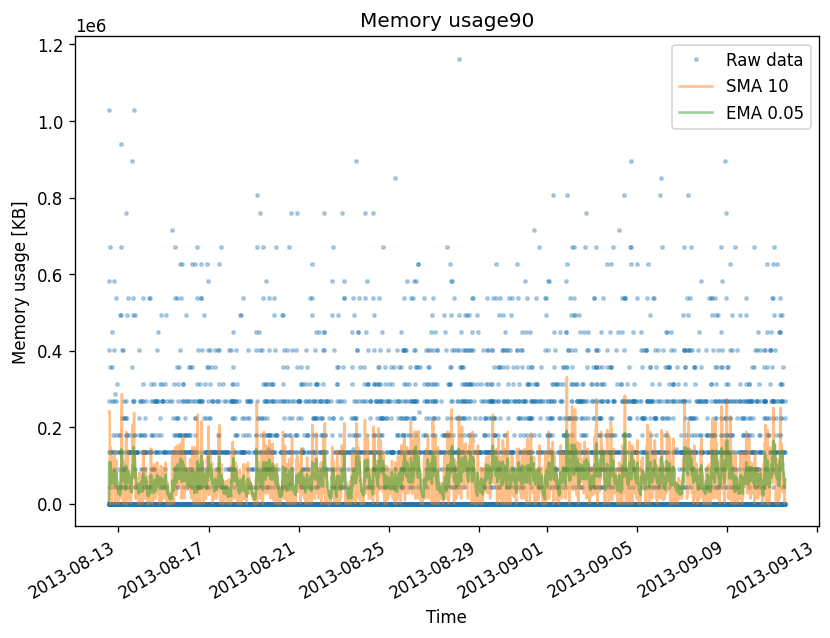 Memory usage90
1e6
Raw data
SMA 10
EMA 0.05
1.2
1.0
0.8
0.6
0.4
0.2
0.0
Memory usage [KB]
2013-08-13
2013-08-17
2013-08-21
2013-08-25
2013-08-29
2013-09-01
2013-09-05
2013-09-09
2013-09-13
Time